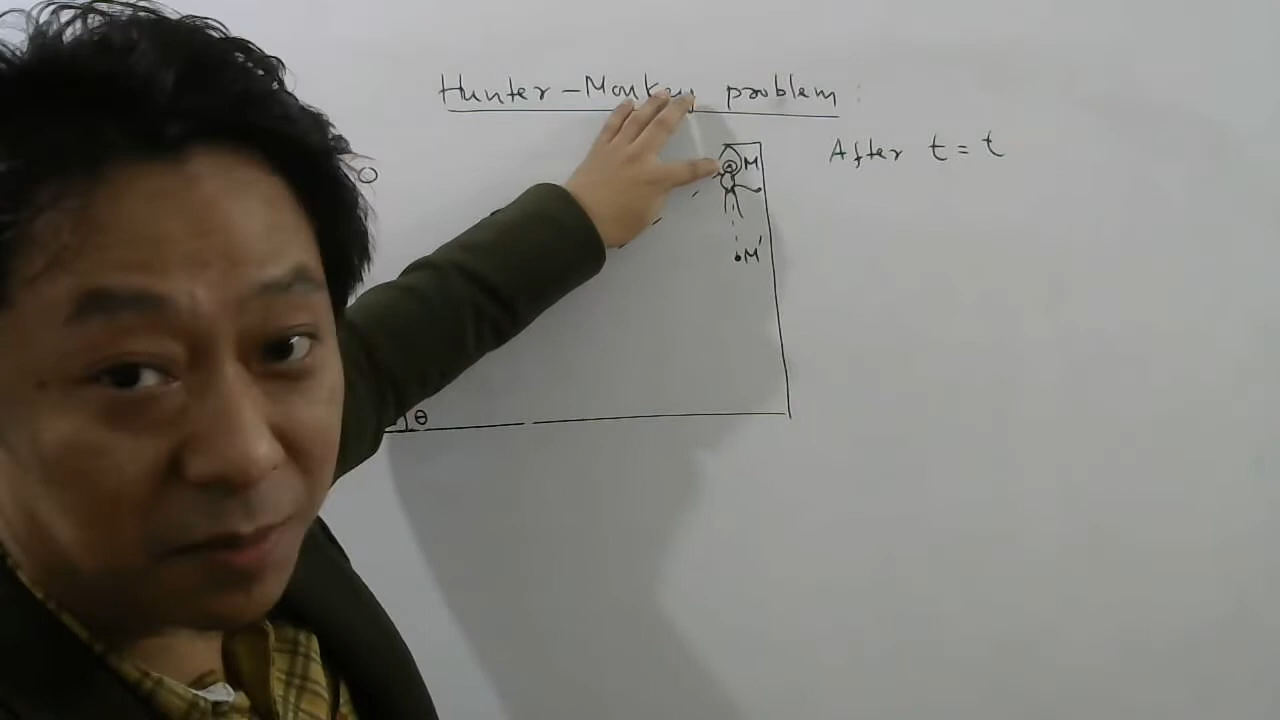 Hunter-Monkey problem :
M
After t = t
M'
θ